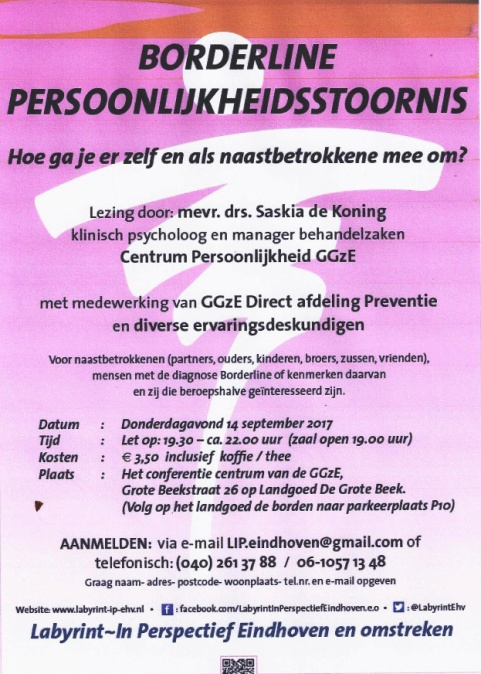 BORDERLINE
PERSOONLIJKHEIDSSTOORNIS
Hoe ga je er zelf en als naastbetrokkene mee om?
Lezing door: mevr. drs. Saskia de Koning
klinisch psycholoog en manager behandelzaken
Centrum Persoonlijkheid GGzE
met medewerking van GGzE Direct afdeling Preventie
en diverse ervaringsdeskundigen
Voor naastbetrokkenen (partners, ouders, kinderen, broers, zussen, vrienden),
mensen met de diagnose Borderline of kenmerken daarvan
en zij die beroepshalve geïnteresseerd zijn.
Datum : Donderdagavond 14 september 2017
Tijd : Let op: 19.30 – ca. 22.00 uur (zaal open 19.00 uur)
Kosten : € 3,50 inclusief koffie / thee
Plaats : Het conferentie centrum van de GGzE,
Grote Beekstraat 26 op Landgoed De Grote Beek.
(Volg op het landgoed de borden naar parkeerplaats P10)
AANMELDEN: via e-mail LIP.eindhoven@gmail.com of
telefonisch: (040) 261 37 88 / 06-1057 13 48
Graag naam- adres- postcode- woonplaats- tel.nr. en e-mail opgeven
Website: www.labyrint-ip-ehv.nl • f : facebook.com/LabyrintInPerspectiefEindhoven.e.o • : @LabyrintEhv
Labyrint~In Perspectief Eindhoven en omstreken